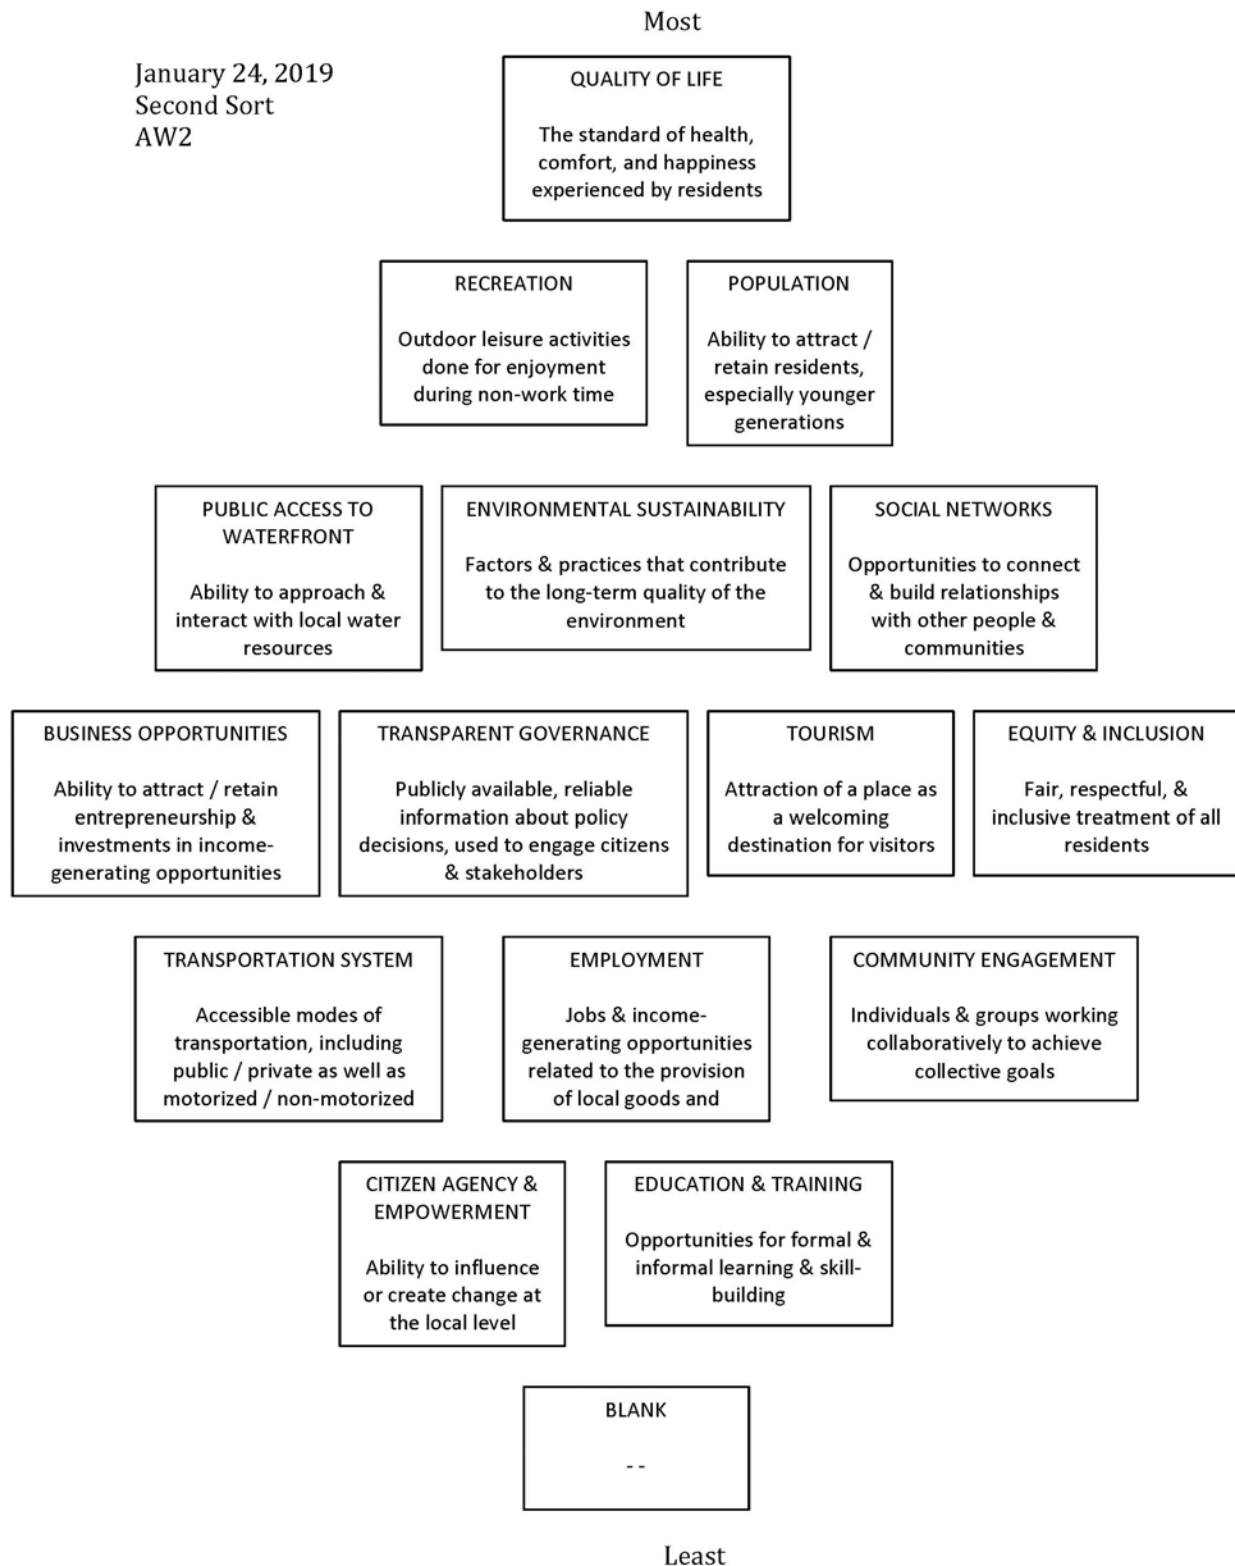 Most
January 24, 2019
Second Sort
AW2
QUALITY OF LIFE
The standard of health,
comfort, and happiness
experienced by residents
RECREATION
Outdoor leisure activities
done for enjoyment
during non-work time
POPULATION
Ability to attract /
retain residents,
especially younger
generations
PUBLIC ACCESS TO
WATERFRONT
Ability to approach &
interact with local water
resources
ENVIRONMENTAL SUSTAINABILITY
Factors & practices that contribute
to the long-term quality of the
environment
SOCIAL NETWORKS
Opportunities to connect
& build relationships
with other people &
communities
BUSINESS OPPORTUNITIES
Ability to attract / retain
entrepreneurship &
investments in income-
generating opportunities
TRANSPARENT GOVERNANCE
Publicly available, reliable
information about policy
decisions, used to engage citizens
& stakeholders
TOURISM
Attraction of a place as
a welcoming
destination for visitors
EQUITY & INCLUSION
Fair, respectful, &
inclusive treatment of all
residents
TRANSPORTATION SYSTEM
Accessible modes of
transportation, including
public / private as well as
motorized / non-motorized
EMPLOYMENT
Jobs & income-
generating opportunities
related to the provision
of local goods and
COMMUNITY ENGAGEMENT
Individuals & groups working
collaboratively to achieve
collective goals
CITIZEN AGENCY &
EMPOWERMENT
Ability to influence
or create change at
the local level
EDUCATION & TRAINING
Opportunities for formal &
informal learning & skill-
building
BLANK
- -
Least